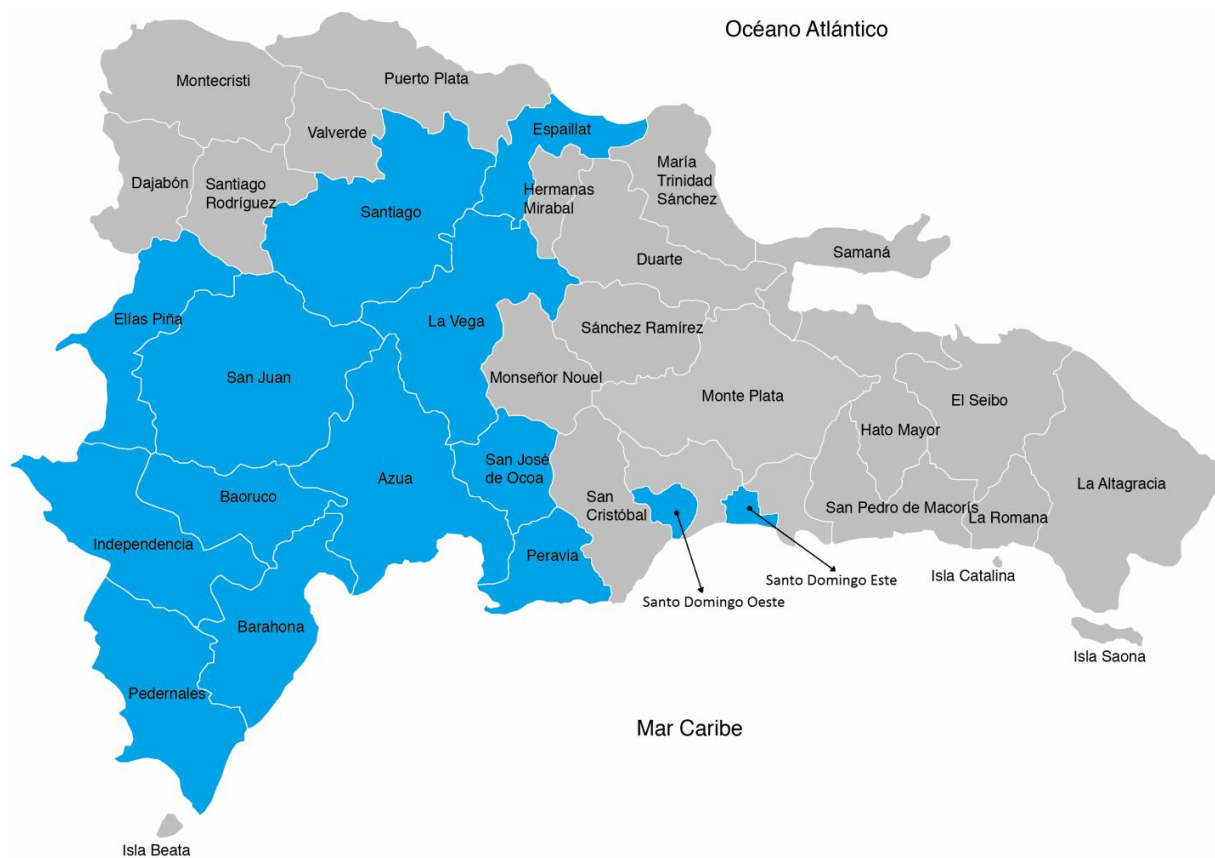 Océano Atlántico
Montecristi
Puerto Plata
Valverde
Espaillat
Dajabón
Santiago
Rodríguez
Santiago
Hermanas
Mirabal
María
Trinidad
Sánchez
Samaná
Duarte
Elías Piña
La Vega
Sánchez Ramírez
San Juan
Monseñor Nouel
Monte Plata
El Seibo
Hato Mayor
Azua
San José
de Ocoa
Baoruco
San
Cristóbal
San Pedro de Macorís
La Romana
La Altagracia
Independencia
Peravia
Santo Domingo Este
Isla Catalina
Santo Domingo Oeste
Barahona
Isla Saona
Pedernales
Mar Caribe
Isla Beata